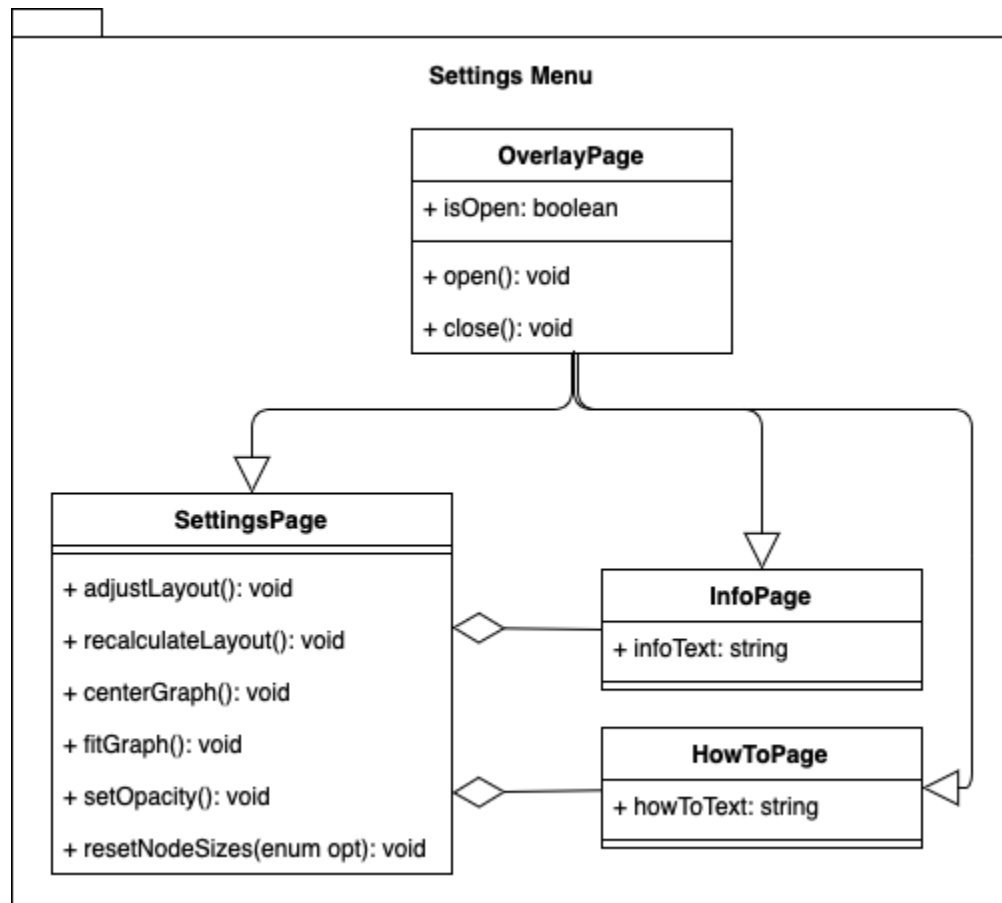 Settings Menu
OverlayPage
+ isOpen: boolean
+ open(): void
+ close(): void
SettingsPage
+ adjustLayout(): void
+ recalculateLayout(): void
+ centerGraph(): void
+ fitGraph(): void
+ setOpacity(): void
+ resetNodeSizes(enum opt): void
InfoPage
+ infoText: string
HowToPage
+ howToText: string